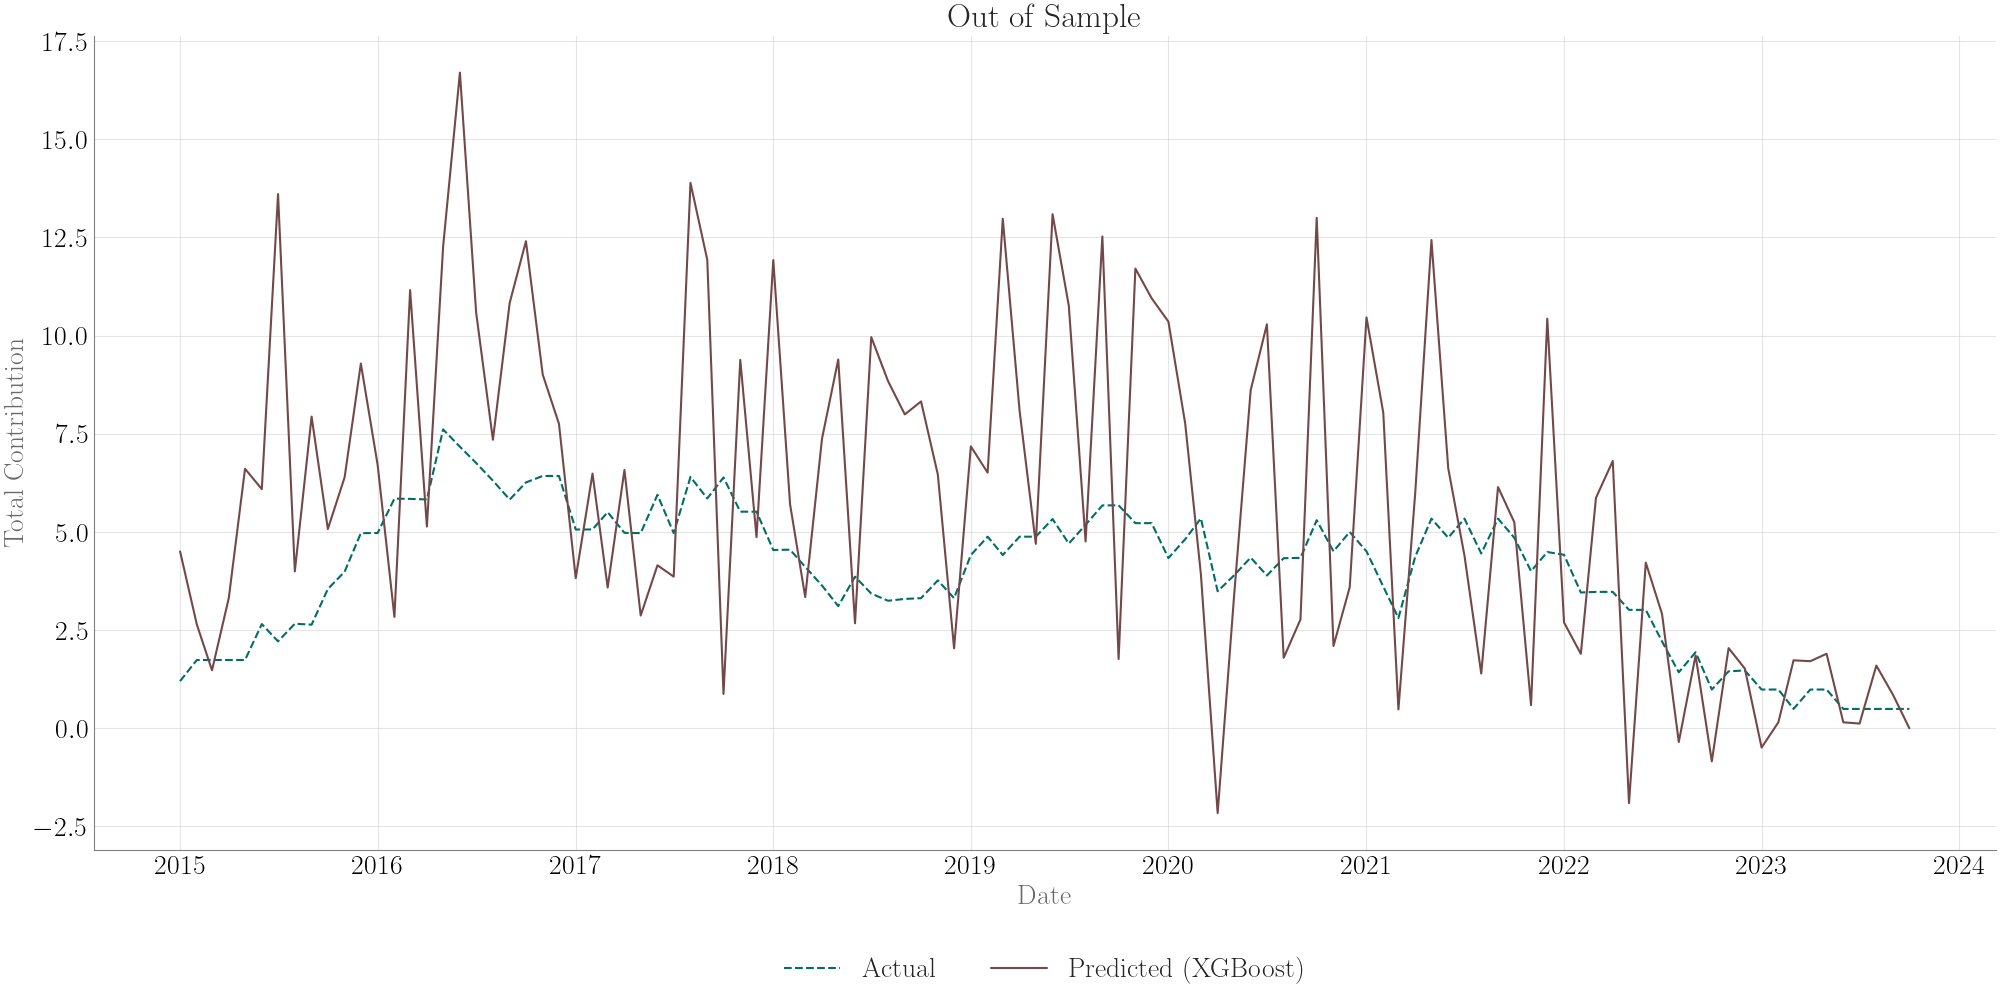 Out of Sample
17.5
15.0
12.5
10.0
7.5
5.0
2.5
0.0
−2.5
Total Contribution
2015 2016 2017 2018 2019 2020 2021 2022 2023 2024
Date
Actual Predicted (XGBoost)